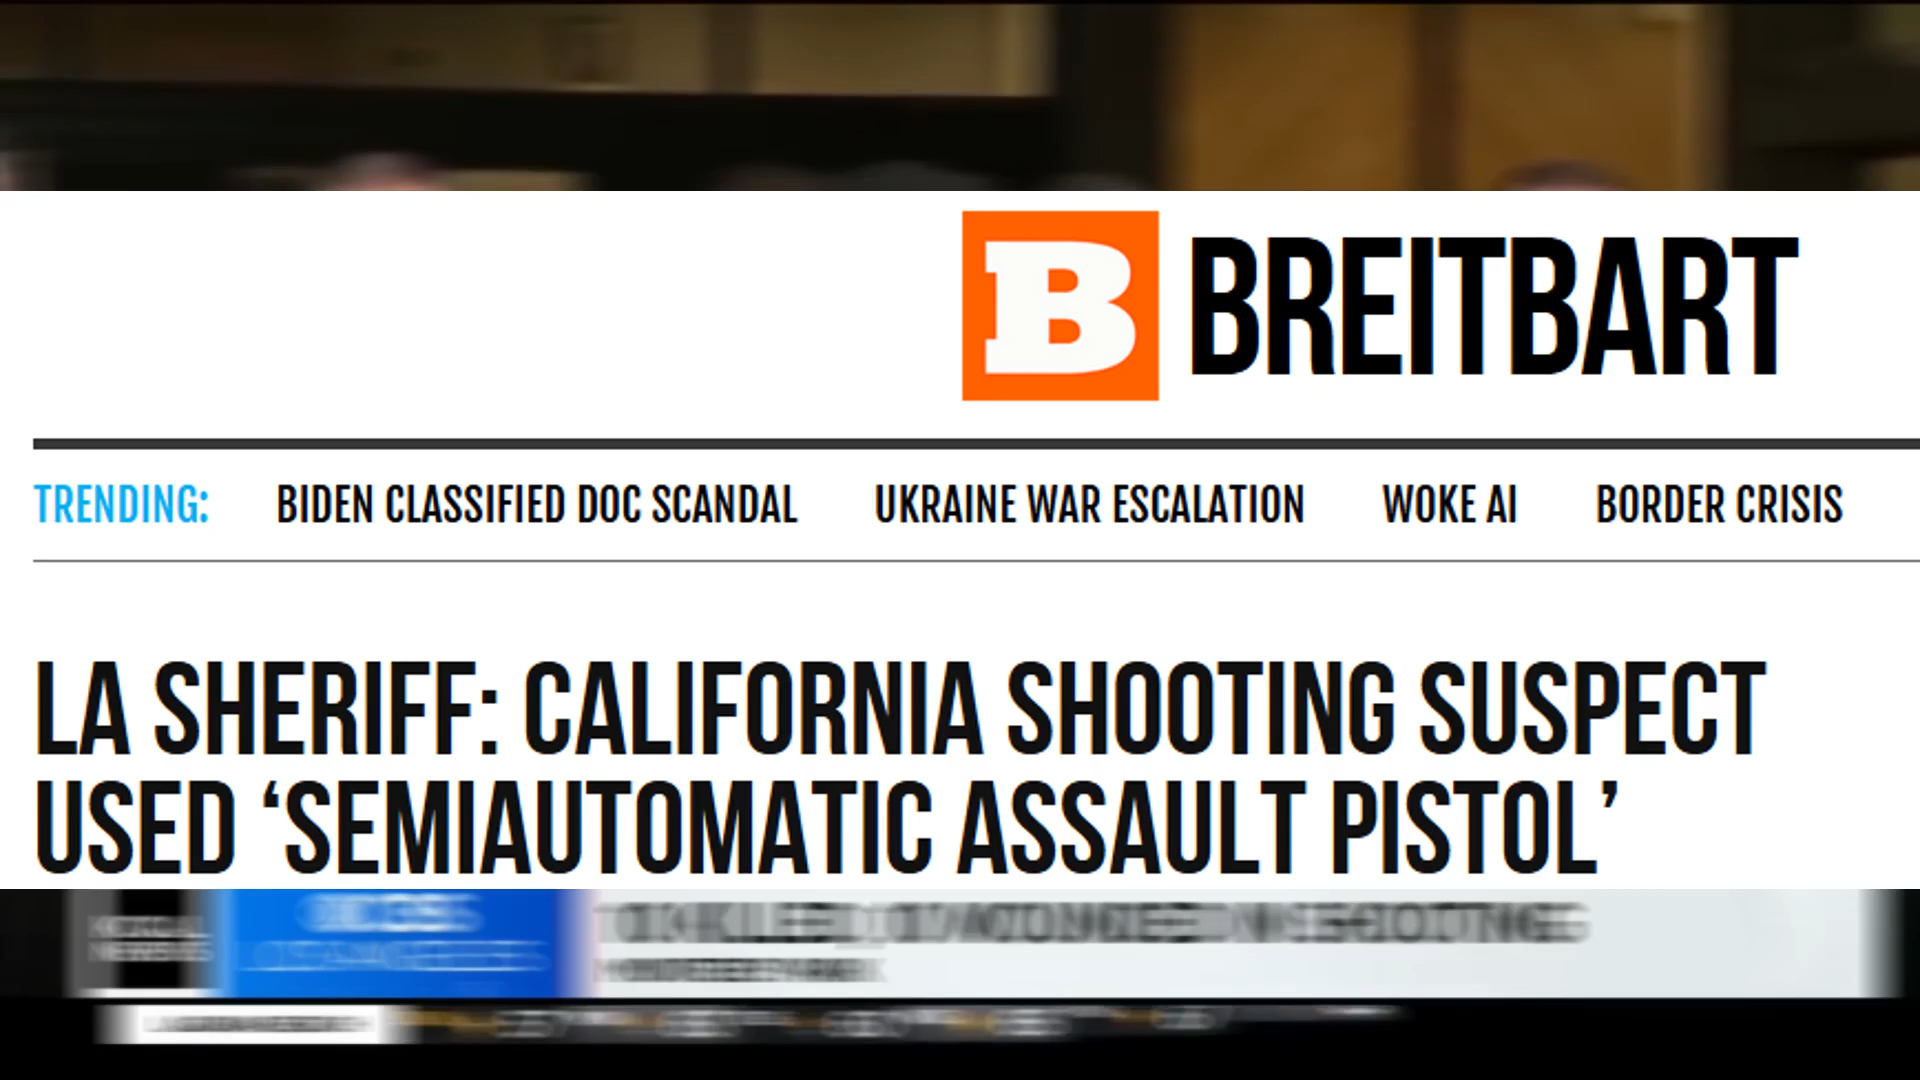 B BREITBART
TRENDING: BIDEN CLASSIFIED DOC SCANDAL UKRAINE WAR ESCALATION WOKE AI BORDER CRISIS
LA SHERIFF: CALIFORNIA SHOOTING SUSPECT
USED ‘SEMIAUTOMATIC ASSAULT PISTOL’